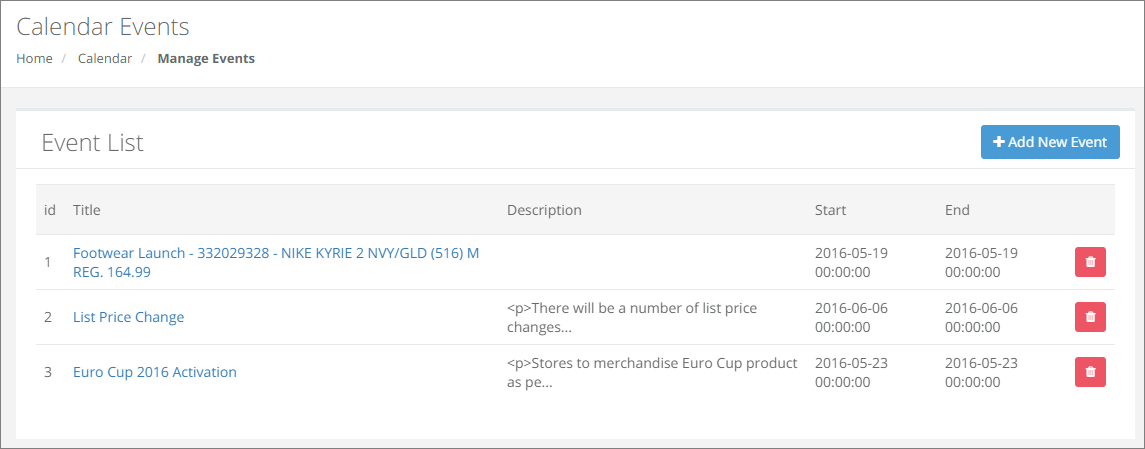 Calendar Events
Home / Calendar / Manage Events
Event List
Add New Event
id Title Description Start End
1 Footwear Launch - 332029328 - NIKE KYRIE 2 NVY/GLD (516) M 2016-05-19 2016-05-19
REG. 164.99 00:00:00 00:00:00
2 List Price Change <p>There will be a number of list price 2016-06-06 2016-06-06
changes... 00:00:00 00:00:00
3 Euro Cup 2016 Activation <p>Stores to merchandise Euro Cup product 2016-05-23 2016-05-23
as pe... 00:00:00 00:00:00